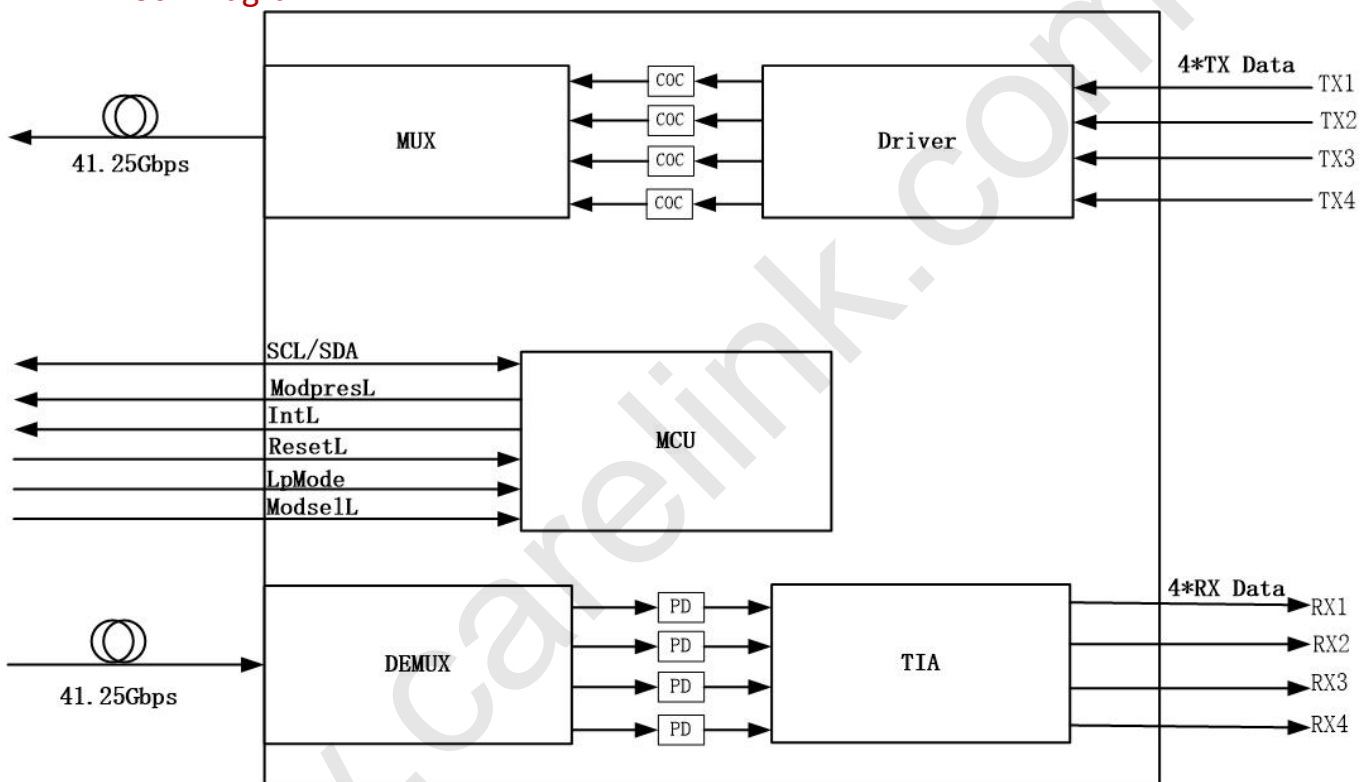 4*TX Data
TX1
TX2
TX3
TX4
COC
COC
COC
COC
MUX
Driver
41.25Gbps
SCL/SDA
ModpresL
IntL
ResetL
LpMode
ModselL
MCU
4*RX Data
RX1
RX2
RX3
RX4
PD
PD
PD
PD
DEMUX
TIA
41.25Gbps
.carelink.com